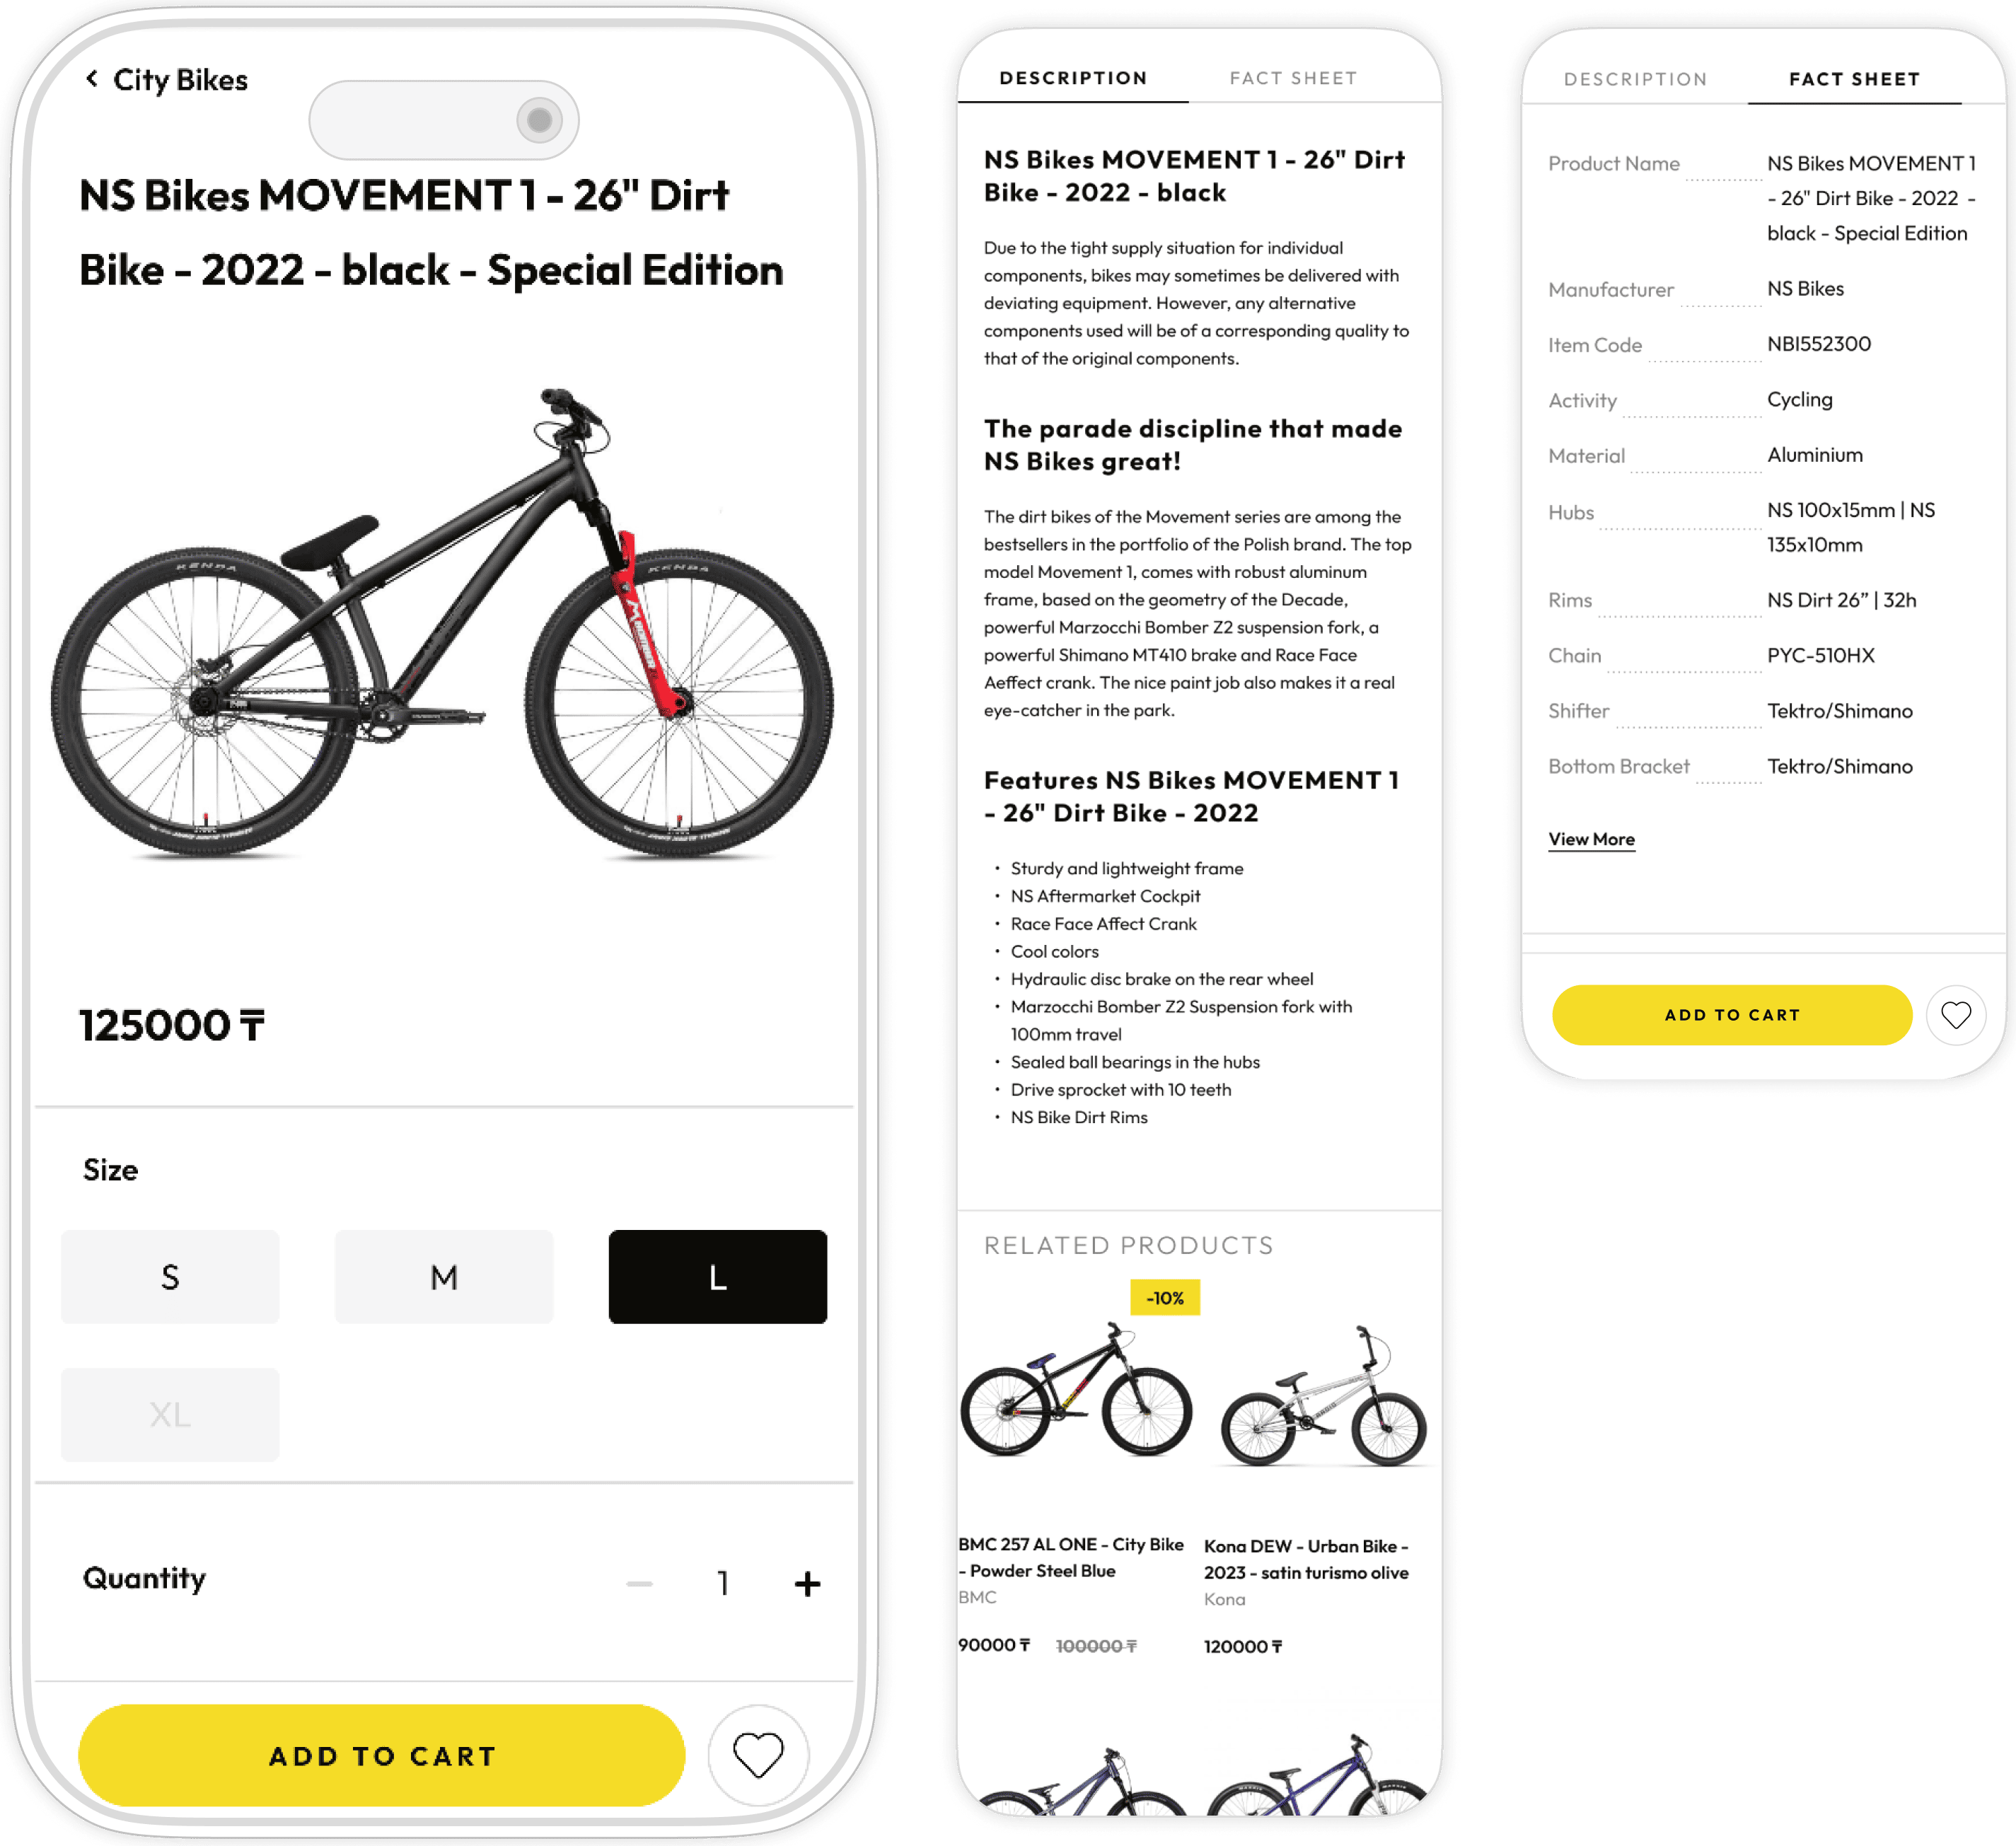 City Bikes
NS Bikes MOVEMENT 1 - 26" Dirt
Bike - 2022 - black - Special Edition
KENDA
KENDA
125000 ₸
Size
S
M
L
XL
Quantity
1
ADD TO CART
DESCRIPTION
FACT SHEET
NS Bikes MOVEMENT 1 - 26" Dirt
Bike - 2022 - black
Due to the tight supply situation for individual
components, bikes may sometimes be delivered with
deviating equipment. However, any alternative
components used will be of a corresponding quality to
that of the original components.
The parade discipline that made
NS Bikes great!
The dirt bikes of the Movement series are among the
bestsellers in the portfolio of the Polish brand. The top
model Movement 1, comes with robust aluminum
frame, based on the geometry of the Decade,
powerful Marzocchi Bomber Z2 suspension fork, a
powerful Shimano MT410 brake and Race Face
Aeffect crank. The nice paint job also makes it a real
eye-catcher in the park.
Features NS Bikes MOVEMENT 1
- 26" Dirt Bike - 2022
• Sturdy and lightweight frame
• NS Aftermarket Cockpit
• Race Face Affect Crank
• Cool colors
• Hydraulic disc brake on the rear wheel
• Marzocchi Bomber Z2 Suspension fork with
100mm travel
• Sealed ball bearings in the hubs
• Drive sprocket with 10 teeth
• NS Bike Dirt Rims
RELATED PRODUCTS
-10%
BMC 257 AL ONE - City Bike
- Powder Steel Blue
BMC
90000 ₸ 100000 ₸
Kona DEW - Urban Bike -
2023 - satin turismo olive
Kona
120000 ₸
DESCRIPTION
FACT SHEET
Product Name NS Bikes MOVEMENT 1
- 26" Dirt Bike - 2022 -
black - Special Edition
Manufacturer NS Bikes
Item Code NBI552300
Activity Cycling
Material Aluminium
Hubs NS 100x15mm | NS
135x10mm
Rims NS Dirt 26” | 32h
Chain PYC-510HX
Shifter Tektro/Shimano
Bottom Bracket Tektro/Shimano
View More
ADD TO CART